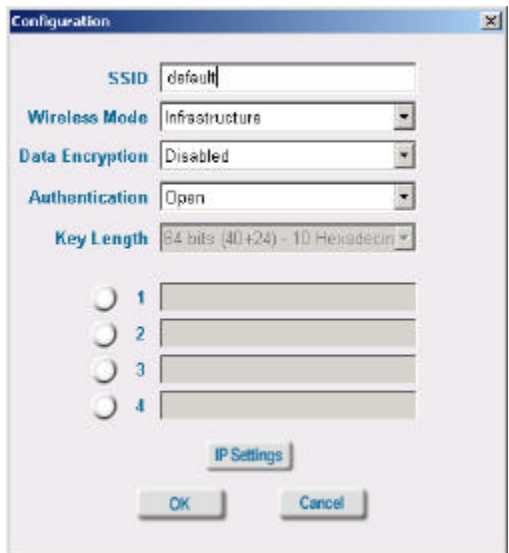 Configuration
SSID default
Wireless Mode Infrastructure
Data Encryption Disabled
Authentication Open
Key Length 64 bits (40+24) - 10 Hexadecin
1
2
3
4
IP Settings
OK Cancel